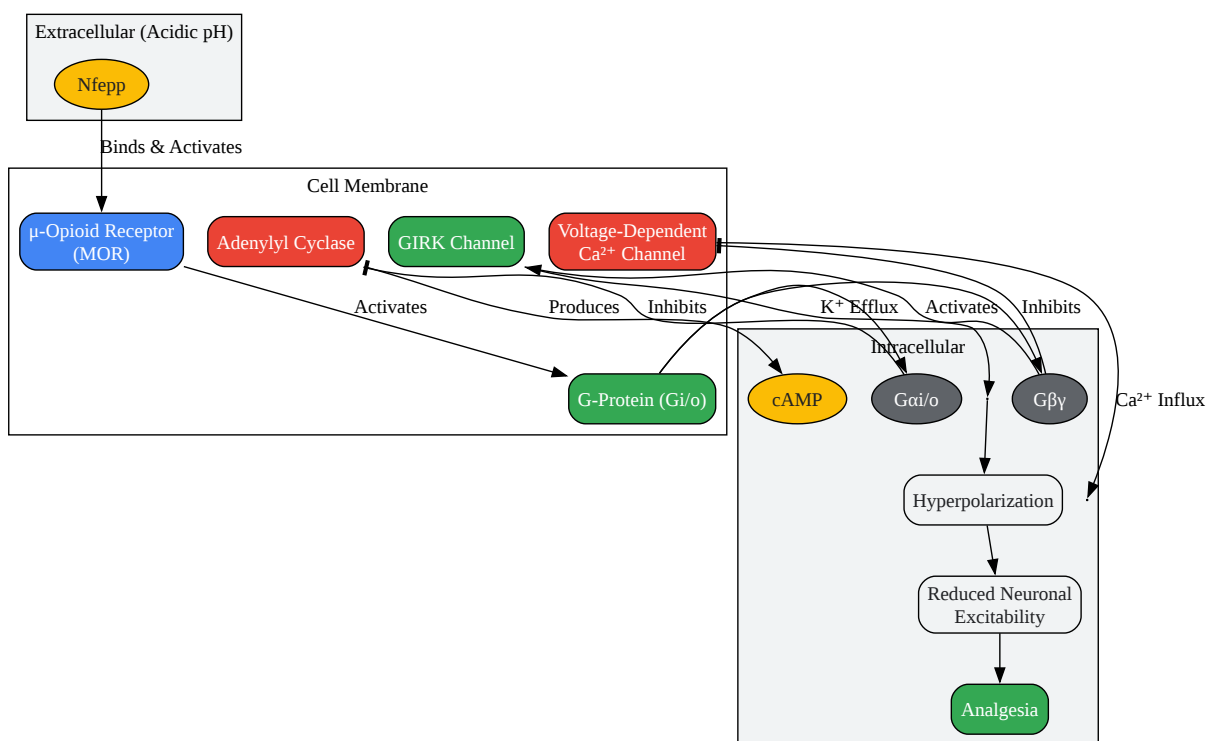 Extracellular (Acidic pH)
Nfepp
Binds & Activates
Cell Membrane
μ-Opioid Receptor
(MOR)
Adenylyl Cyclase
GIRK Channel
Voltage-Dependent
Ca²⁺ Channel
Activates
Produces
Inhibits
K⁺ Efflux
Activates
Inhibits
Intracellular
G-Protein (Gi/o)
cAMP
Gαi/o
Gβγ
Ca²⁺ Influx
Hyperpolarization
Reduced Neuronal
Excitability
Analgesia